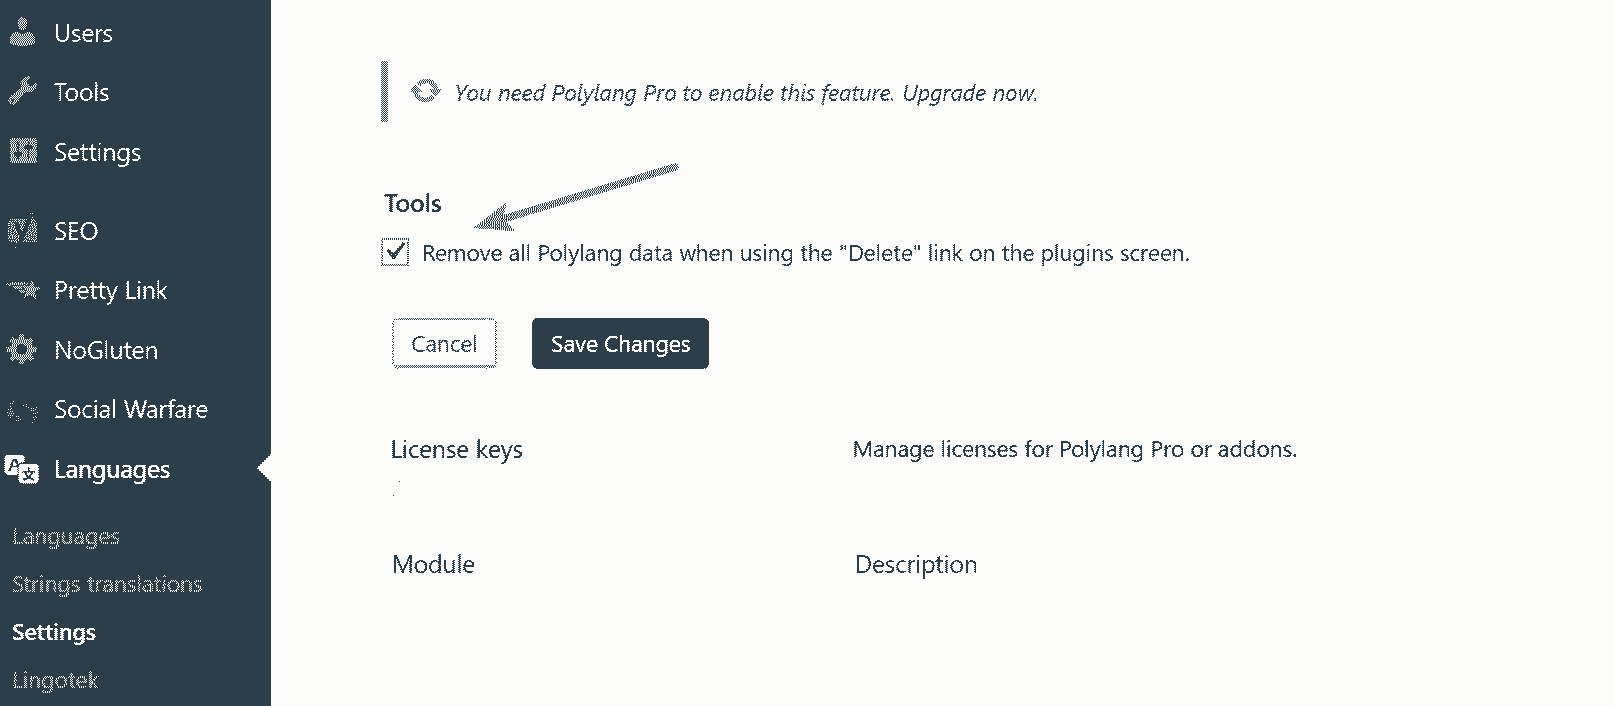 Users
Tools
Settings
SEO
Pretty Link
NoGluten
Social Warfare
Languages
Languages
Strings translations
Settings
Lingotek
You need Polylang Pro to enable this feature. Upgrade now.
Tools
Remove all Polylang data when using the "Delete" link on the plugins screen.
Cancel
Save Changes
License keys
Manage licenses for Polylang Pro or addons.
Module
Description